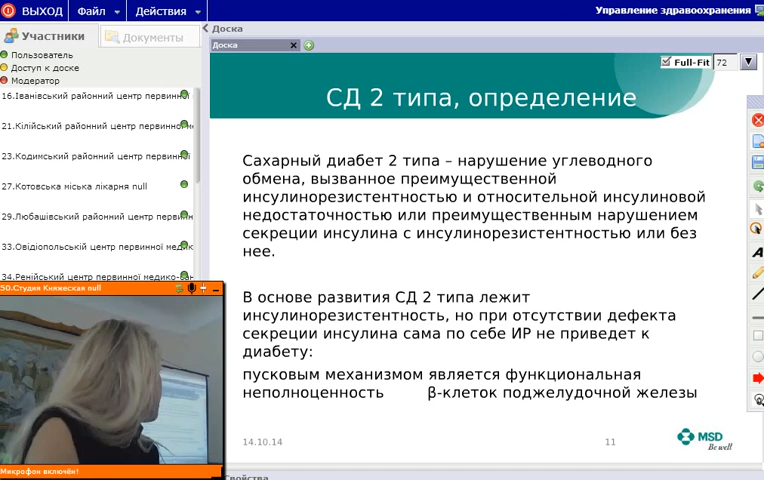 ВЫХОД Файл Действия Управление здравоохранения
Участники Документы
Пользователь
Доступ к доске
Модератор
16.Іванівський районний центр первинної
21.Кілійський районний центр первинної
23.Кодимський районний центр первинної
27.Котовська міська лікарня null
29.Любашівський районний центр первинн
33.Овідіопольській центр первинної медик
34.Ренійський центр первинної медико-сан
50.Студия Княжеская null
Микрофон включён!
Доска
Доска
Full-Fit 72
СД 2 типа, определение
Сахарный диабет 2 типа – нарушение углеводного
обмена, вызванное преимущественной
инсулинорезистентностью и относительной инсулиновой
недостаточностью или преимущественным нарушением
секреции инсулина с инсулинорезистентностью или без
нее.
В основе развития СД 2 типа лежит
инсулинорезистентность, но при отсутствии дефекта
секреции инсулина сама по себе ИР не приведет к
диабету:
пусковым механизмом является функциональная
неполноценность β-клеток поджелудочной железы
14.10.14 11 MSD
Be well
Свойства